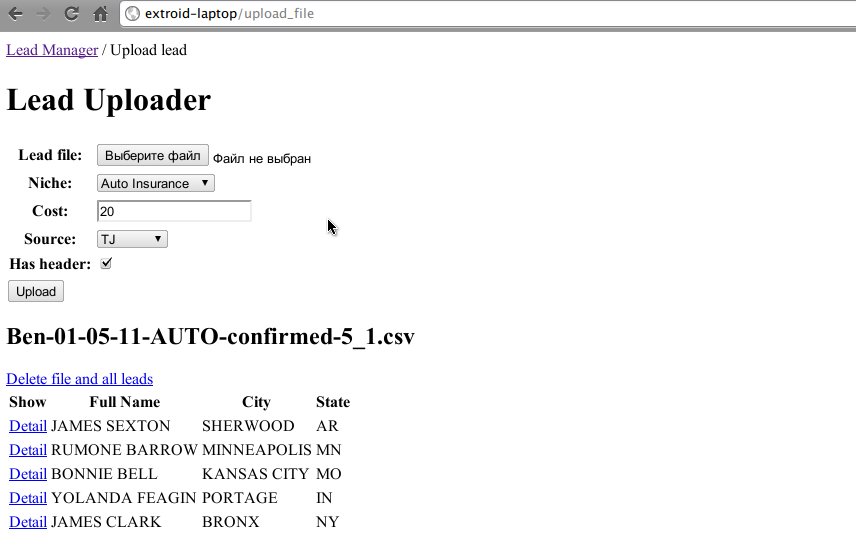 extroid-laptop/upload_file
Lead Manager / Upload lead
Lead Uploader
Lead file: Выберите файл Файл не выбран
Niche: Auto Insurance
Cost: 20
Source: TJ
Has header:
Upload
Ben-01-05-11-AUTO-confirmed-5_1.csv
Delete file and all leads
Show Full Name City State
Detail JAMES SEXTON SHERWOOD AR
Detail RUMONE BARROW MINNEAPOLIS MN
Detail BONNIE BELL KANSAS CITY MO
Detail YOLANDA FEAGIN PORTAGE IN
Detail JAMES CLARK BRONX NY